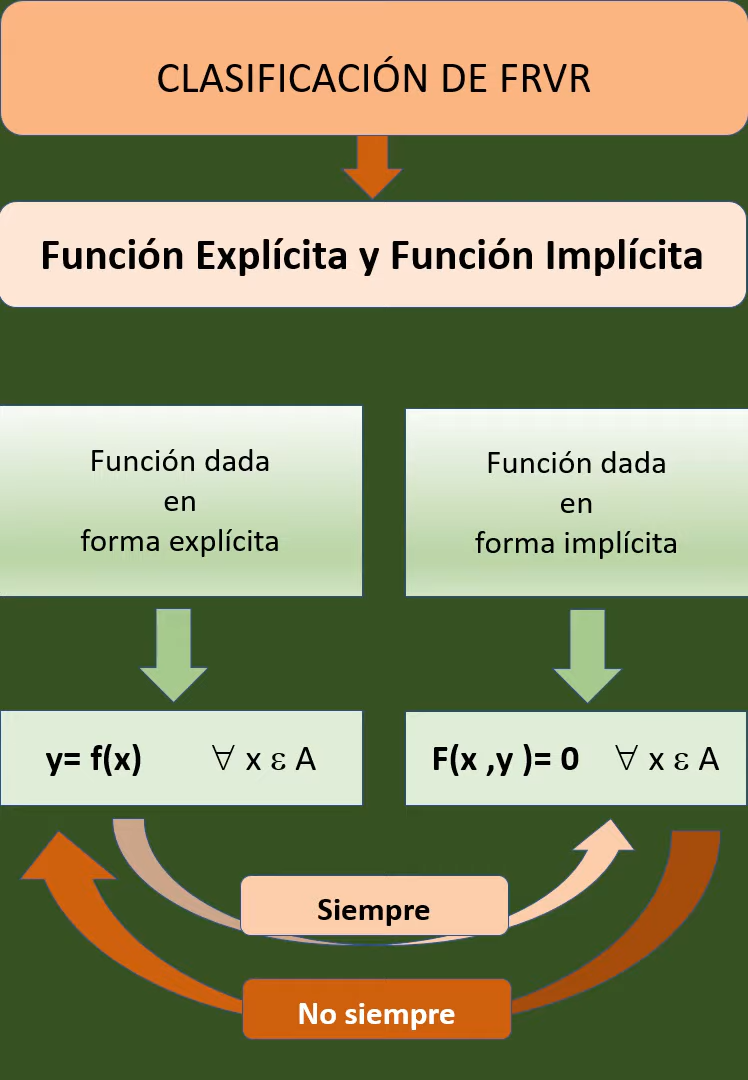 CLASIFICACIÓN DE FRVR
Función Explícita y Función Implícita
Función dada
en
forma explícita
Función dada
en
forma implícita
y= f(x) ∀ x ε A
F(x ,y )= 0 ∀ x ε A
Siempre
No siempre